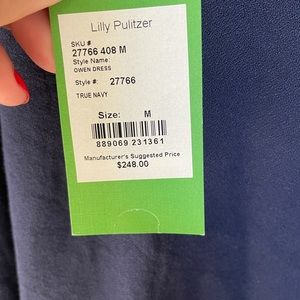 Lilly Pulitzer
SKU #
27766 408 M
Style Name:
OWEN DRESS
Style #: 27766
TRUE NAVY
Size: M
889069 231361
Manufacturer's Suggested Price
$248.00